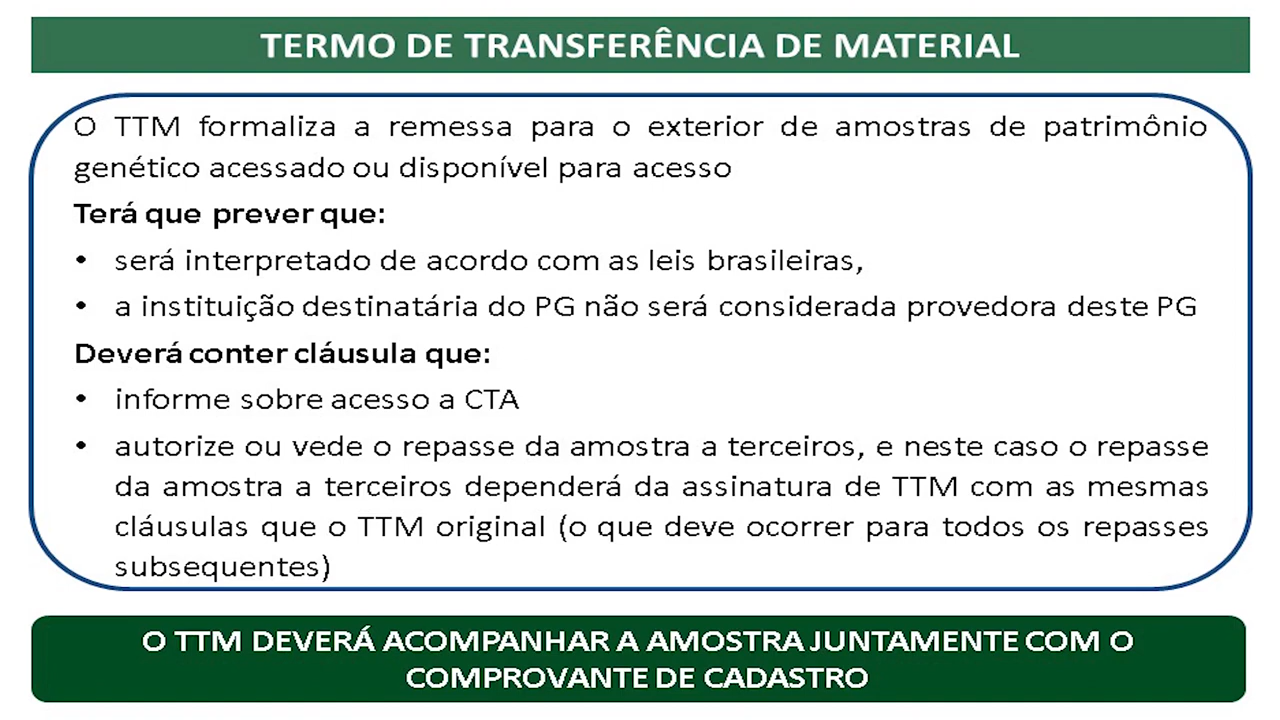 TERMO DE TRANSFERÊNCIA DE MATERIAL
O TTM formaliza a remessa para o exterior de amostras de patrimônio
genético acessado ou disponível para acesso
Terá que prever que:
• será interpretado de acordo com as leis brasileiras,
• a instituição destinatária do PG não será considerada provedora deste PG
Deverá conter cláusula que:
• informe sobre acesso a CTA
• autorize ou vede o repasse da amostra a terceiros, e neste caso o repasse
da amostra a terceiros dependerá da assinatura de TTM com as mesmas
cláusulas que o TTM original (o que deve ocorrer para todos os repasses
subsequentes)
O TTM DEVERÁ ACOMPANHAR A AMOSTRA JUNTAMENTE COM O
COMPROVANTE DE CADASTRO